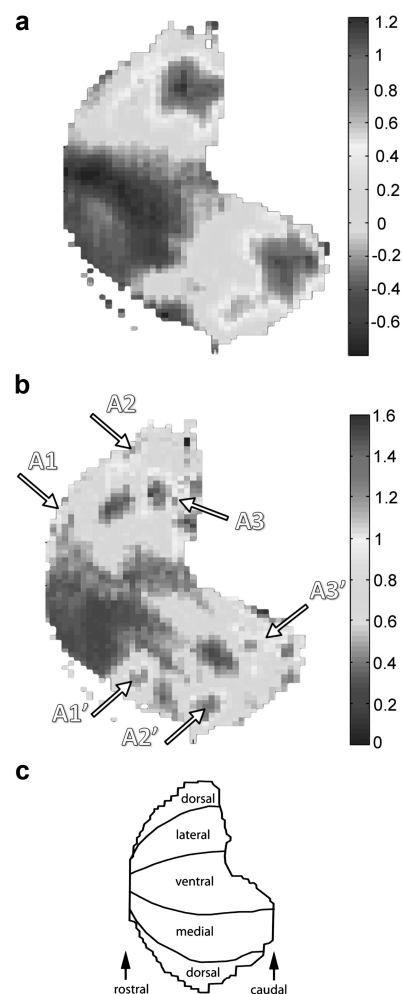 a
1.2
1
0.8
0.6
0.4
0.2
0
-0.2
-0.4
-0.6
b
1.6
1.4
1.2
1
0.8
0.6
0.4
0.2
0
A2
A1
A3
A3’
A1’
A2’
c
dorsal
lateral
ventral
medial
dorsal
rostral
caudal